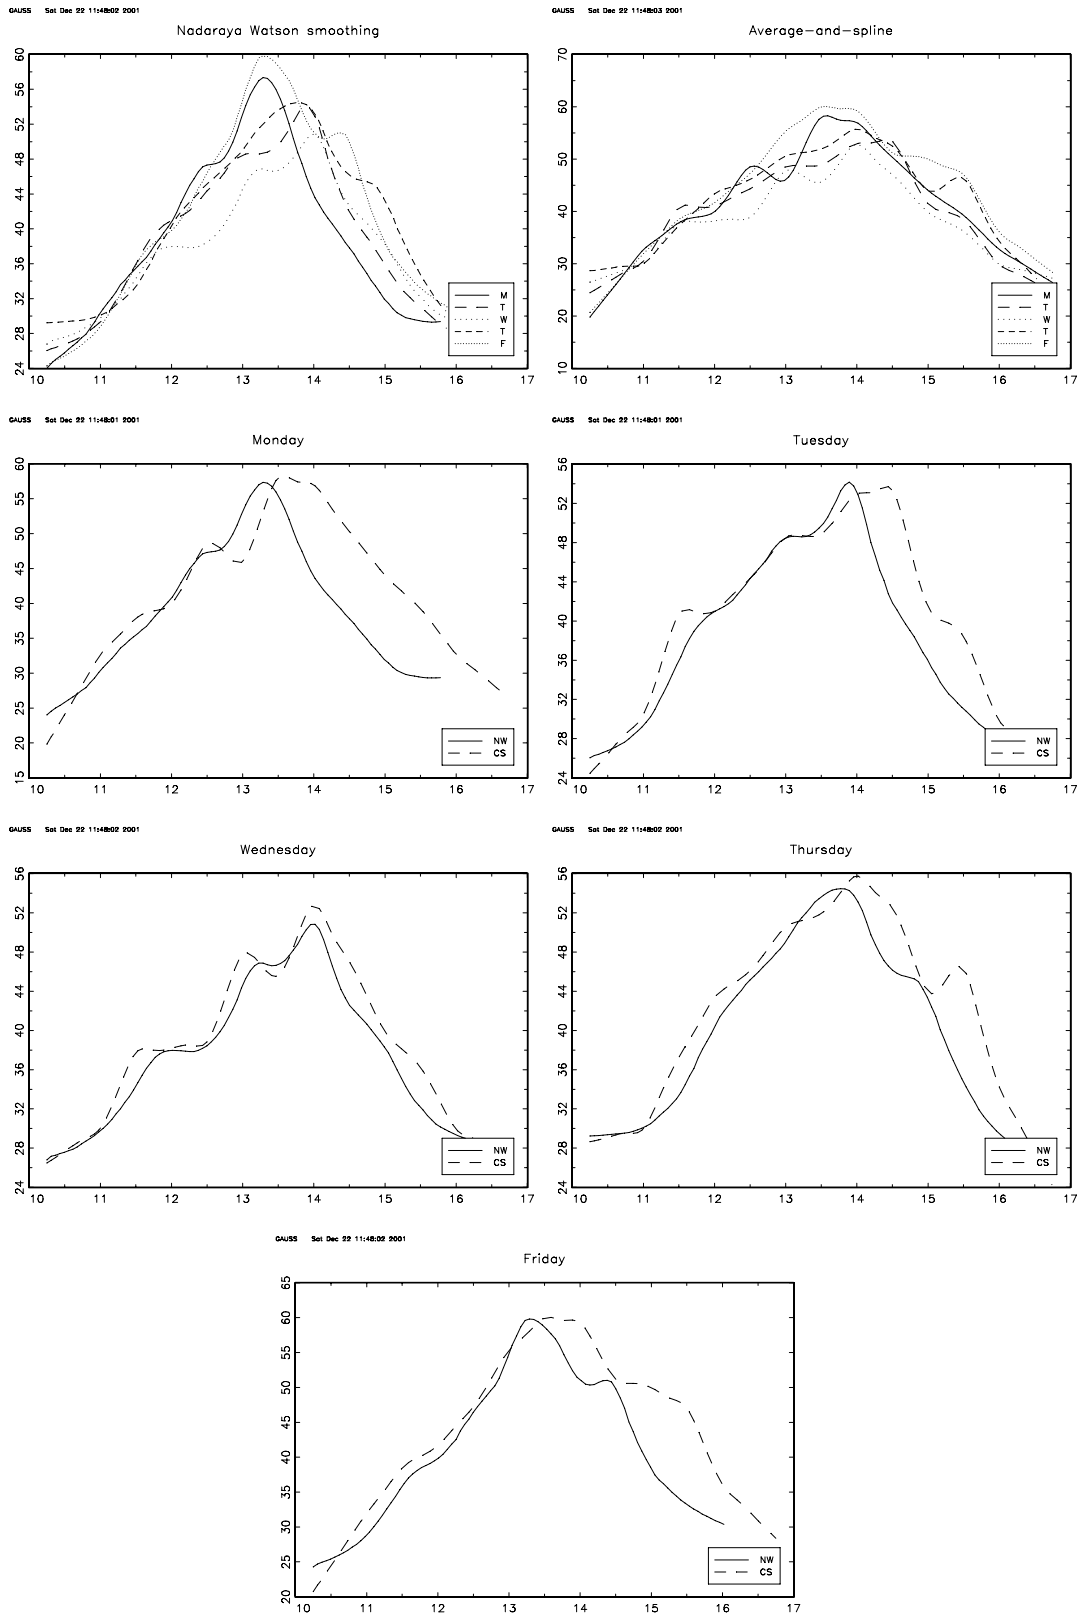 GAUSS Sat Dec 22 11:48:02 2001
Nadaraya Watson smoothing
60
56
52
48
44
40
36
32
28
24
10 11 12 13 14 15 16 17
M
T
W
T
F
GAUSS Sat Dec 22 11:48:03 2001
Average-and-spline
70
60
50
40
30
20
10
10 11 12 13 14 15 16 17
M
T
W
T
F
GAUSS Sat Dec 22 11:48:01 2001
Monday
60
55
50
45
40
35
30
25
20
15
10 11 12 13 14 15 16 17
NW
CS
GAUSS Sat Dec 22 11:48:01 2001
Tuesday
56
52
48
44
40
36
32
28
24
10 11 12 13 14 15 16 17
NW
CS
GAUSS Sat Dec 22 11:48:02 2001
Wednesday
56
52
48
44
40
36
32
28
24
10 11 12 13 14 15 16 17
NW
CS
GAUSS Sat Dec 22 11:48:02 2001
Thursday
56
52
48
44
40
36
32
28
24
10 11 12 13 14 15 16 17
NW
CS
GAUSS Sat Dec 22 11:48:02 2001
Friday
65
60
55
50
45
40
35
30
25
20
10 11 12 13 14 15 16 17
NW
CS